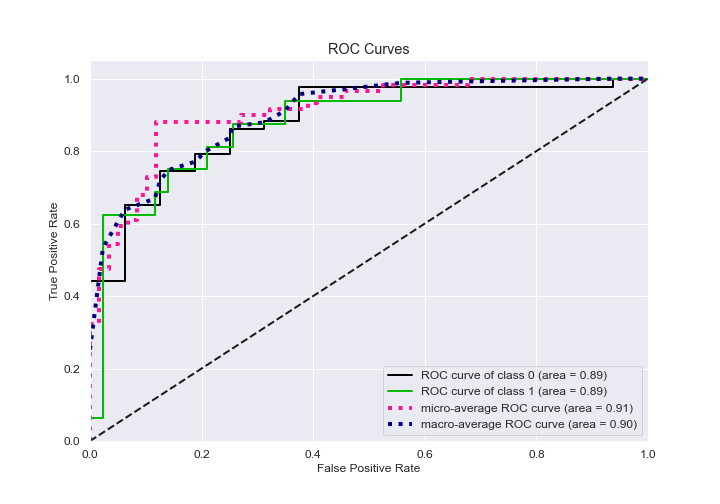 ROC Curves
1.0
0.8
0.6
0.4
0.2
0.0
True Positive Rate
0.0 0.2 0.4 0.6 0.8 1.0
False Positive Rate
ROC curve of class 0 (area = 0.89)
ROC curve of class 1 (area = 0.89)
micro-average ROC curve (area = 0.91)
macro-average ROC curve (area = 0.90)